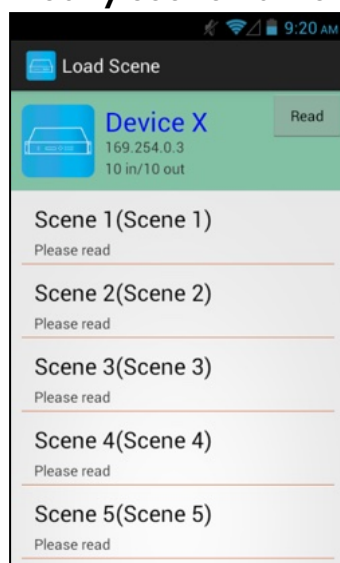 9:20 AM
Load Scene
Device X
Read
169.254.0.3
10 in/10 out
Scene 1(Scene 1)
Please read
Scene 2(Scene 2)
Please read
Scene 3(Scene 3)
Please read
Scene 4(Scene 4)
Please read
Scene 5(Scene 5)
Please read